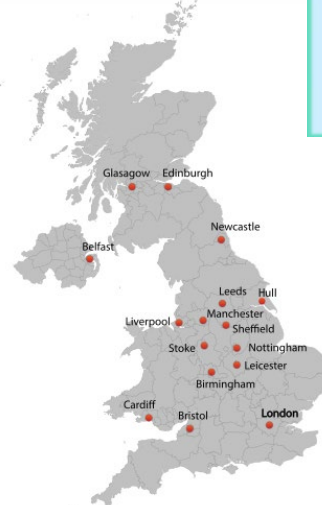 Glasagow Edinburgh
Newcastle
Belfast
Leeds Hull
Liverpool Manchester
Sheffield
Stoke Nottingham
Leicester
Birmingham
Cardiff
Bristol London